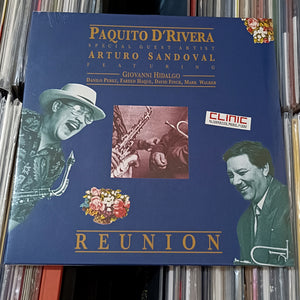 PAQUITO D'RIVERA
SPECIAL GUEST ARTIST
ARTURO SANDOVAL
FEATURING
GIOVANNI HIDALGO
DANILO PEREZ, FAREED HAQUE, DAVID FINCK, MARK WALKER
CLINIC
REUNION